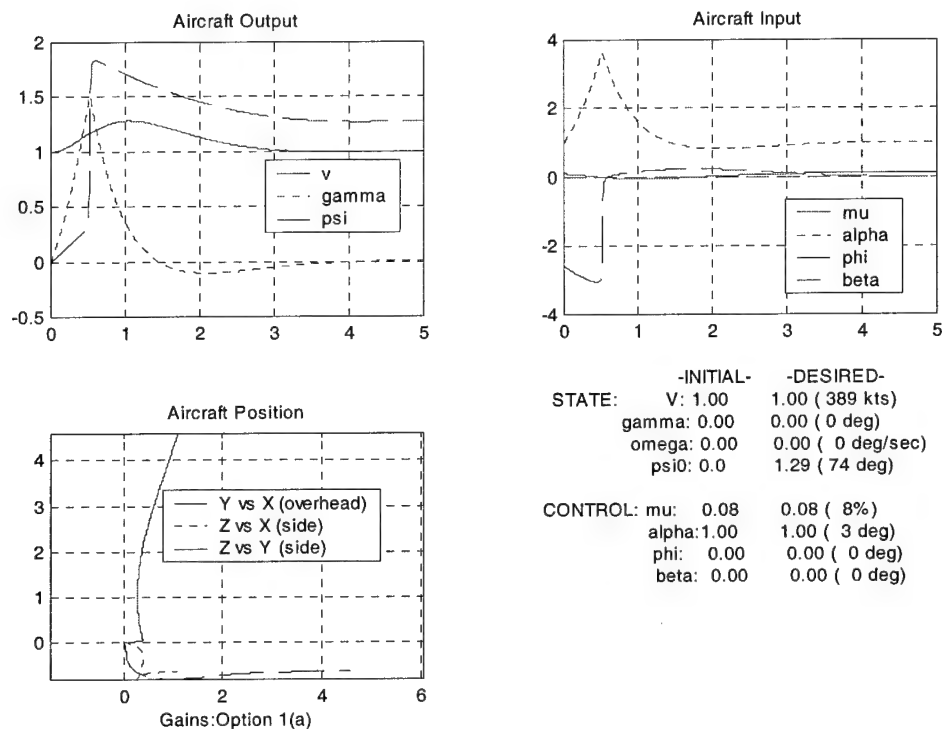 Aircraft Output
2
1.5
1
0.5
0
-0.5
0 1 2 3 4 5
v
gamma
psi
Aircraft Input
4
2
0
-2
-4
0 1 2 3 4 5
mu
alpha
phi
beta
Aircraft Position
4
3
2
1
0
0 2 4 6
Y vs X (overhead)
Z vs X (side)
Z vs Y (side)
Gains:Option 1(a)
-INITIAL- -DESIRED-
STATE: V: 1.00 1.00 ( 389 kts)
gamma: 0.00 0.00 ( 0 deg)
omega: 0.00 0.00 ( 0 deg/sec)
psi0: 0.0 1.29 ( 74 deg)
CONTROL: mu: 0.08 0.08 ( 8%)
alpha:1.00 1.00 ( 3 deg)
phi: 0.00 0.00 ( 0 deg)
beta: 0.00 0.00 ( 0 deg)